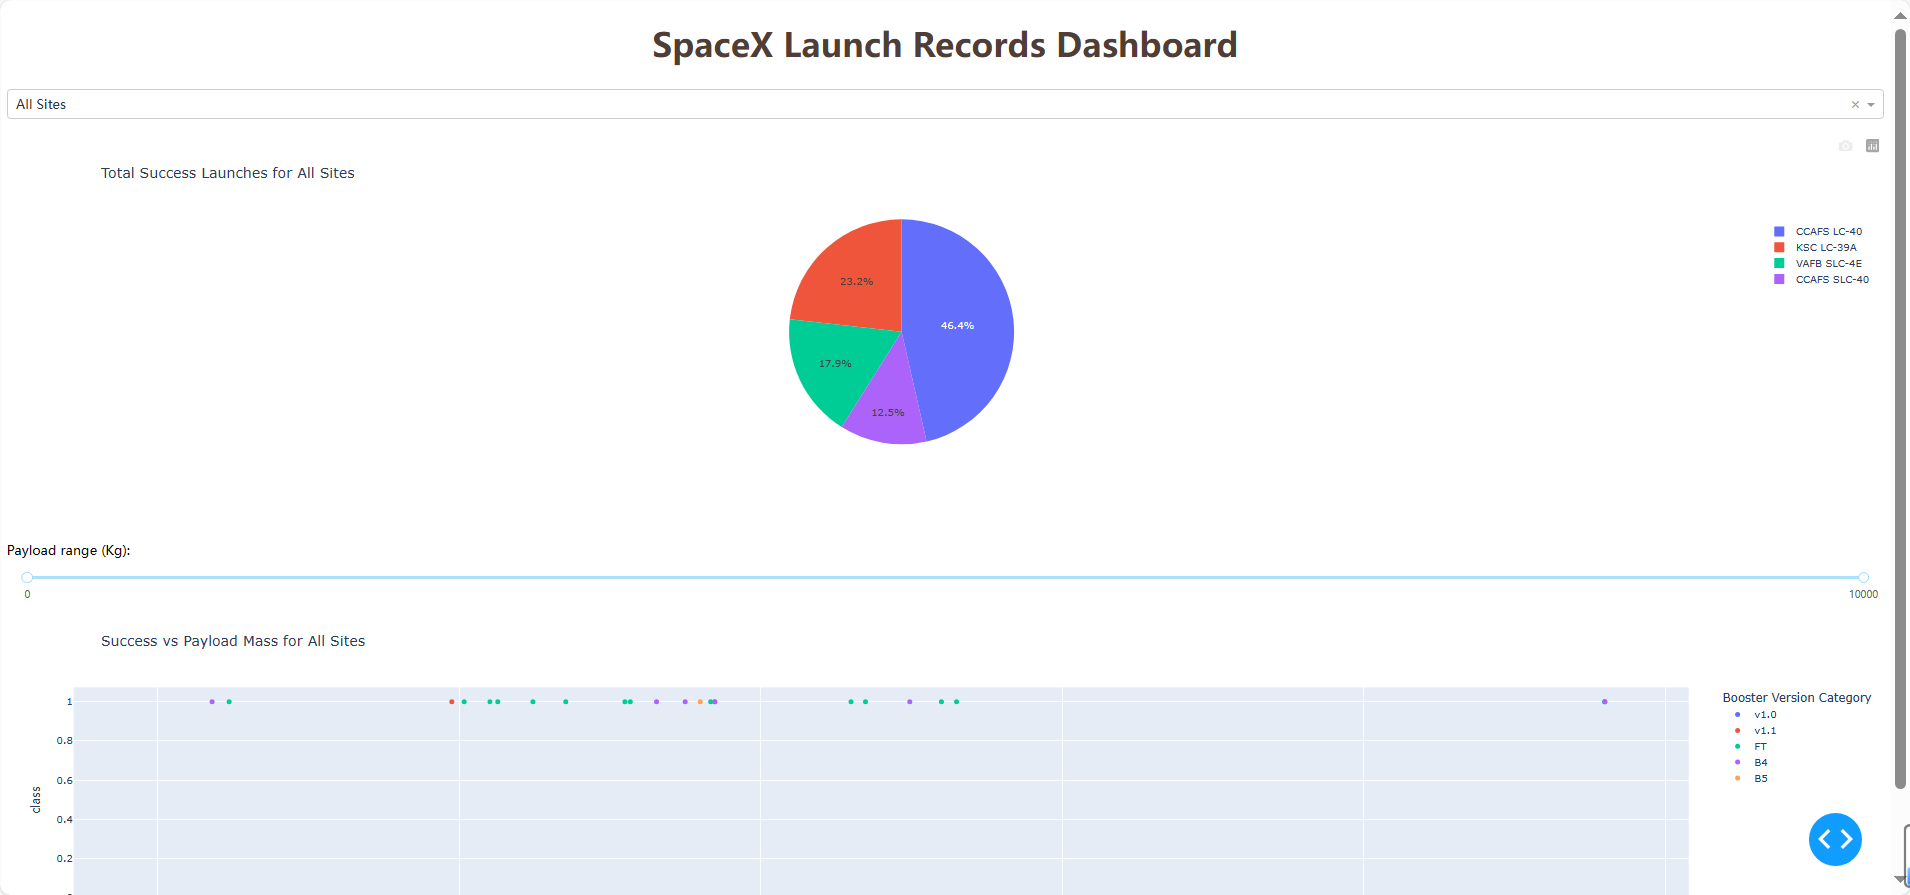 SpaceX Launch Records Dashboard
All Sites
Total Success Launches for All Sites
CCAFS LC-40
KSC LC-39A
VAFB SLC-4E
CCAFS SLC-40
23.2%
46.4%
17.9%
12.5%
Payload range (Kg):
0
10000
Success vs Payload Mass for All Sites
1
0.8
0.6
0.4
0.2
class
Booster Version Category
v1.0
v1.1
FT
B4
B5